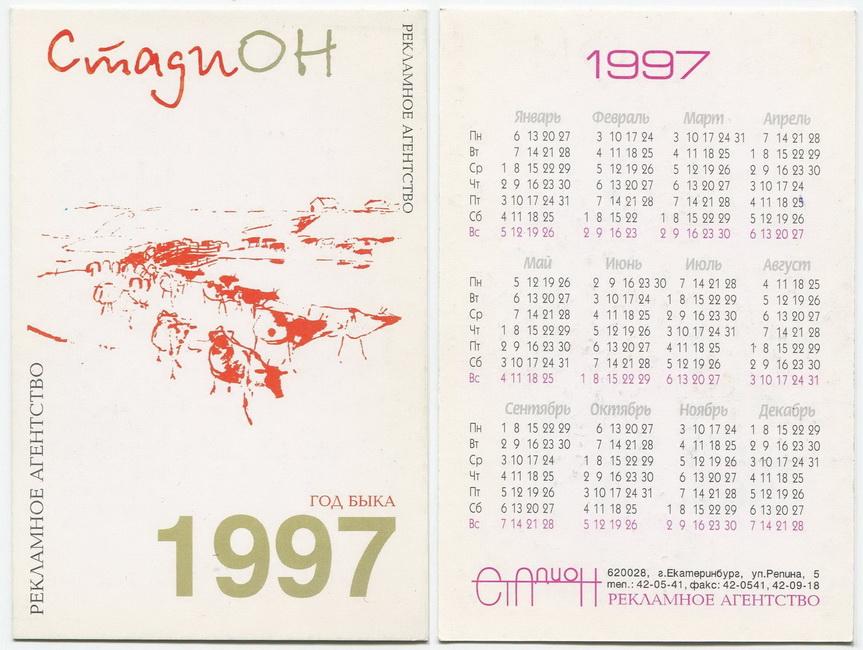 СтадиОН
РЕКЛАМНОЕ АГЕНТСТВО
РЕКЛАМНОЕ АГЕНТСТВО
ГОД БЫКА
1997
1997
Январь Февраль Март Апрель
Пн 6 13 20 27 3 10 17 24 3 10 17 24 31 7 14 21 28
Вт 7 14 21 28 4 11 18 25 4 11 18 25 1 8 15 22 29
Ср 1 8 15 22 29 5 12 19 26 5 12 19 26 2 9 16 23 30
Чт 2 9 16 23 30 6 13 20 27 6 13 20 27 3 10 17 24
Пт 3 10 17 24 31 7 14 21 28 7 14 21 28 4 11 18 25
Сб 4 11 18 25 1 8 15 22 1 8 15 22 29 5 12 19 26
Вс 5 12 19 26 2 9 16 23 2 9 16 23 30 6 13 20 27
Май Июнь Июль Август
Пн 5 12 19 26 2 9 16 23 30 7 14 21 28 4 11 18 25
Вт 6 13 20 27 3 10 17 24 1 8 15 22 29 5 12 19 26
Ср 7 14 21 28 4 11 18 25 2 9 16 23 30 6 13 20 27
Чт 1 8 15 22 29 5 12 19 26 3 10 17 24 31 7 14 21 28
Пт 2 9 16 23 30 6 13 20 27 4 11 18 25 1 8 15 22 29
Сб 3 10 17 24 31 7 14 21 28 5 12 19 26 2 9 16 23 30
Вс 4 11 18 25 1 8 15 22 29 6 13 20 27 3 10 17 24 31
Сентябрь Октябрь Ноябрь Декабрь
Пн 1 8 15 22 29 6 13 20 27 3 10 17 24 1 8 15 22 29
Вт 2 9 16 23 30 7 14 21 28 4 11 18 25 2 9 16 23 30
Ср 3 10 17 24 1 8 15 22 29 5 12 19 26 3 10 17 24 31
Чт 4 11 18 25 2 9 16 23 30 6 13 20 27 4 11 18 25
Пт 5 12 19 26 3 10 17 24 31 7 14 21 28 5 12 19 26
Сб 6 13 20 27 4 11 18 25 1 8 15 22 29 6 13 20 27
Вс 7 14 21 28 5 12 19 26 2 9 16 23 30 7 14 21 28
СТАДИОН
620028, г.Екатеринбург, ул.Репина, 5
тел.: 42-05-41, факс: 42-0541, 42-09-18
РЕКЛАМНОЕ АГЕНТСТВО